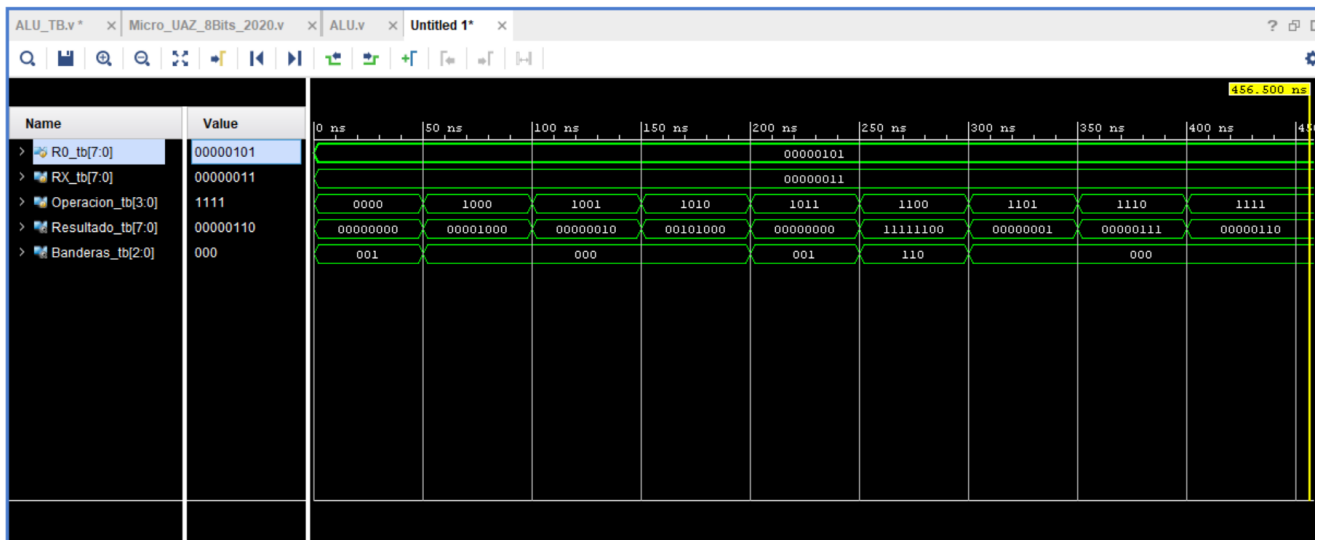 ALU_TB.v * × Micro_UAZ_8Bits_2020.v × ALU.v × Untitled 1* × ?
456.500 ns
Name Value 0 ns 50 ns 100 ns 150 ns 200 ns 250 ns 300 ns 350 ns 400 ns
R0_tb[7:0] 00000101 00000101
RX_tb[7:0] 00000011 00000011
Operacion_tb[3:0] 1111 0000 1000 1001 1010 1011 1100 1101 1110 1111
Resultado_tb[7:0] 00000110 00000000 00001000 00000010 00101000 00000000 11111100 00000001 00000111 00000110
Banderas_tb[2:0] 000 001 000 001 110 000